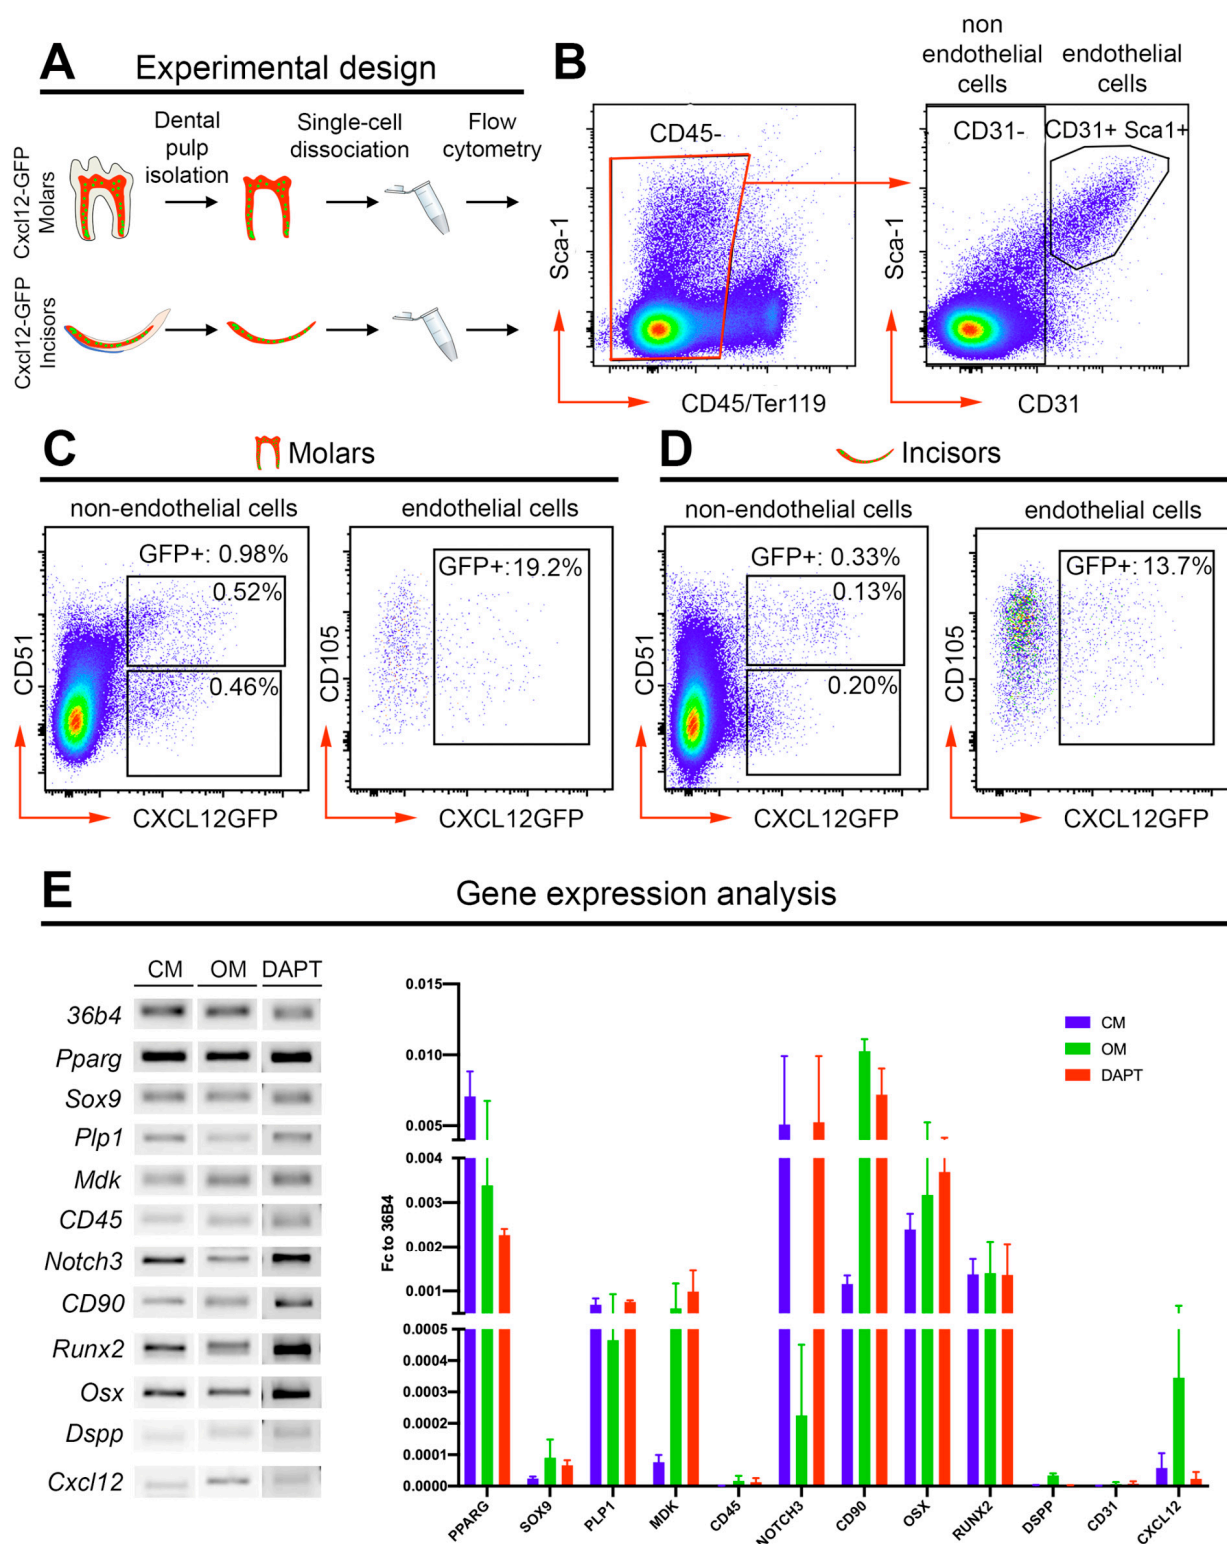 A Experimental design
Dental pulp isolation
Single-cell dissociation
Flow cytometry
Cxcl12-GFP Molars
Cxcl12-GFP Incisors
B
non endothelial cells
endothelial cells
CD45-
Sca-1
CD45/Ter119
CD31-
CD31+ Sca1+
Sca-1
CD31
C Molars
non-endothelial cells
GFP+: 0.98%
0.52%
0.46%
CD51
CXCL12GFP
endothelial cells
GFP+:19.2%
CD105
CXCL12GFP
D Incisors
non-endothelial cells
GFP+: 0.33%
0.13%
0.20%
CD51
CXCL12GFP
endothelial cells
GFP+: 13.7%
CD105
CXCL12GFP
E Gene expression analysis
CM OM DAPT
36b4
Pparg
Sox9
Plp1
Mdk
CD45
Notch3
CD90
Runx2
Osx
Dspp
Cxcl12
Fc to 36B4
0.015
0.010
0.005
0.004
0.003
0.002
0.001
0.0005
0.0004
0.0003
0.0002
0.0001
0.0000
CM
OM
DAPT
PPARG
SOX9
PLP1
MDK
CD45
NOTCH3
CD90
OSX
RUNX2
DSPP
CD31
CXCL12